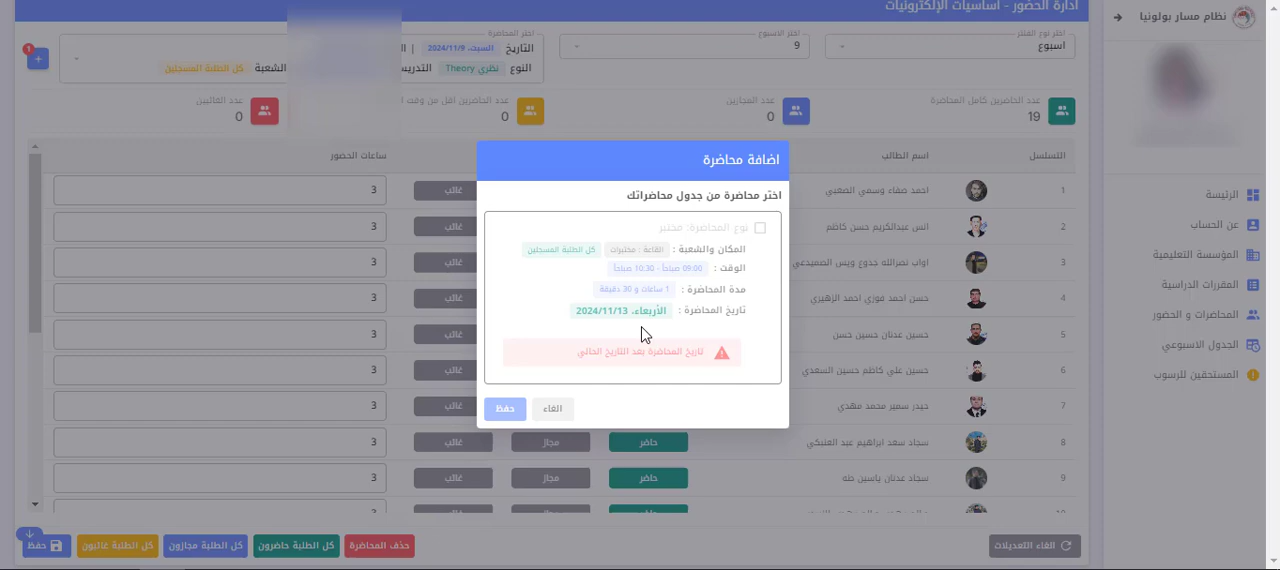 نظام مسار بولونيا
ادارة الحضور - اساسيات الإلكترونيات
اختر نوع الفلتر
اسبوع
اختر الاسبوع
9
اختر المحاضرة
التاريخ السبت، 2024/11/9 |
النوع نظري Theory
الشعبة كل الطلبة المسجلين
1
+
عدد الحاضرين كامل المحاضرة
19
عدد المجازين
0
عدد الحاضرين اقل من وقت
0
عدد الغائبين
0
التسلسل
اسم الطالب
ساعات الحضور
1 احمد صفاء وسمي الصعبي غائب 3
2 انس عبدالكريم حسن كاظم غائب 3
3 اواب نصرالله جدوع ويس الصميدعي غائب 3
4 حسن احمد فوزي احمد الزهيري غائب 3
5 حسين عدنان حسين حسن غائب 3
6 حسين علي كاظم حسين السعدي غائب 3
7 حيدر سمير محمد مهدي غائب 3
8 سجاد سعد ابراهيم عبد العنبكي حاضر مجاز غائب 3
9 سجاد عدنان ياسين طه حاضر مجاز غائب 3
اضافة محاضرة
اختر محاضرة من جدول محاضراتك
نوع المحاضرة: مختبر
المكان والشعبة : القاعة : مختبرات كل الطلبة المسجلين
الوقت : 09:00 صباحاً - 10:30 صباحاً
مدة المحاضرة : 1 ساعات و 30 دقيقة
تاريخ المحاضرة : الأربعاء، 2024/11/13
تاريخ المحاضرة بعد التاريخ الحالي
الغاء
حفظ
الغاء التعديلات
حذف المحاضرة
كل الطلبة حاضرون
كل الطلبة مجازون
كل الطلبة غائبون
حفظ
الرئيسة
عن الحساب
المؤسسة التعليمية
المقررات الدراسية
المحاضرات و الحضور
الجدول الاسبوعي
المستحقين للرسوب